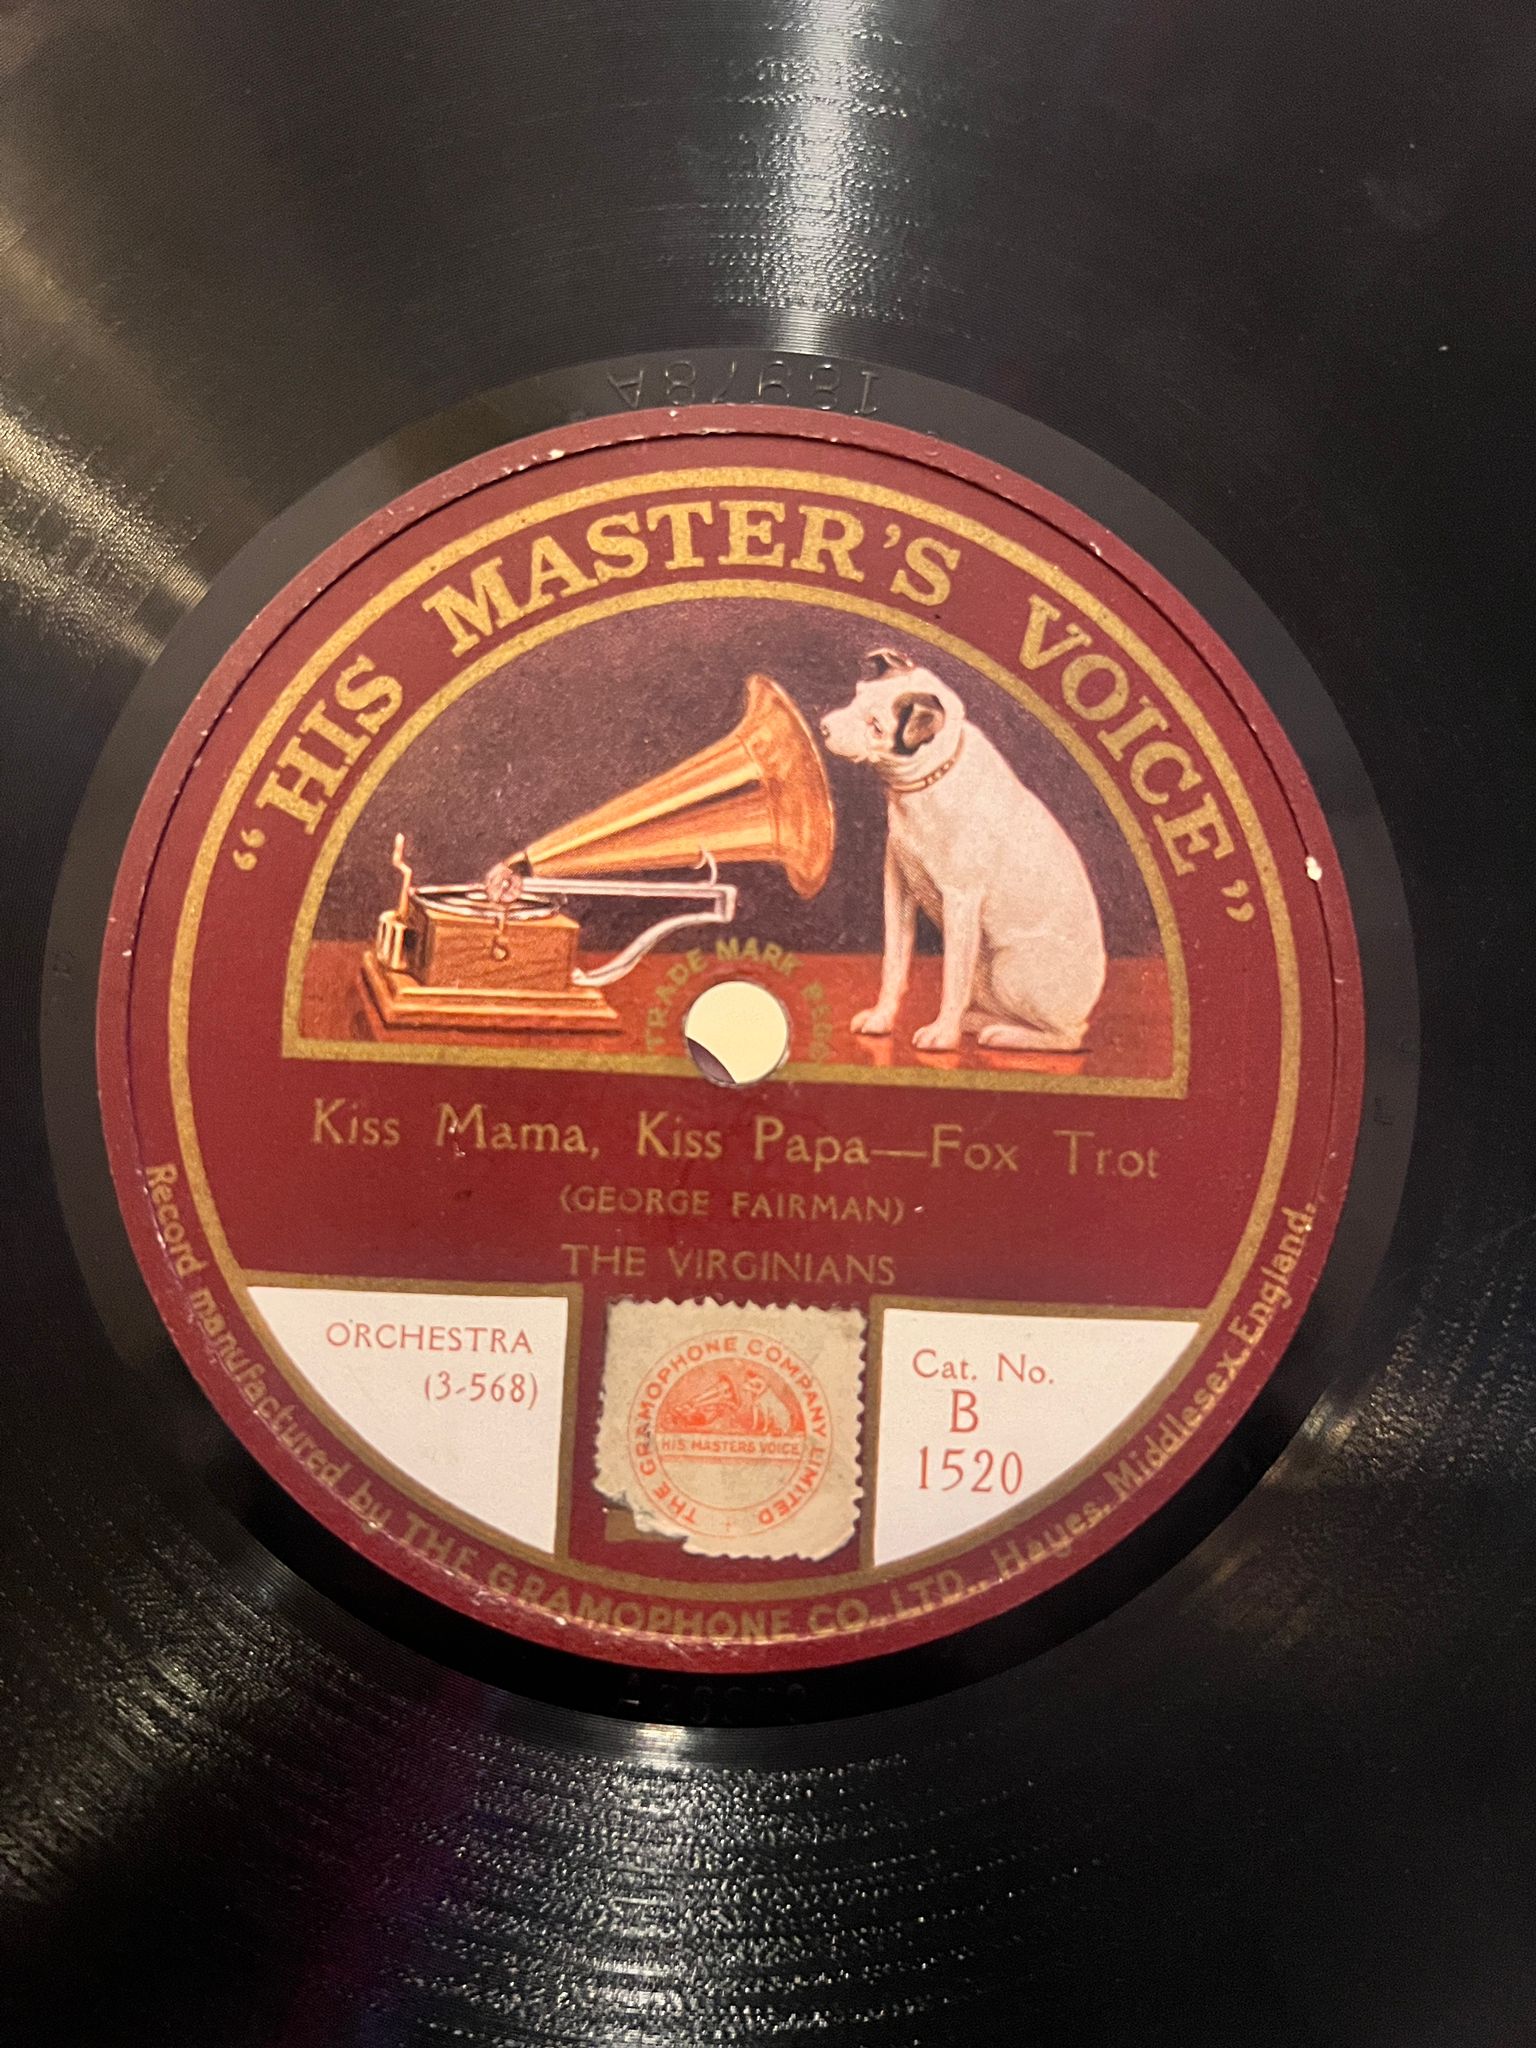 18978A
“HIS MASTER'S VOICE”
TRADE MARK REGD
Kiss Mama, Kiss Papa—Fox Trot
(GEORGE FAIRMAN)
THE VIRGINIANS
ORCHESTRA
(3-568)
THE GRAMOPHONE COMPANY LIMITED
HIS MASTERS VOICE
Cat. No.
B
1520
Record manufactured by THE GRAMOPHONE CO., LTD., Hayes, Middlesex, England.